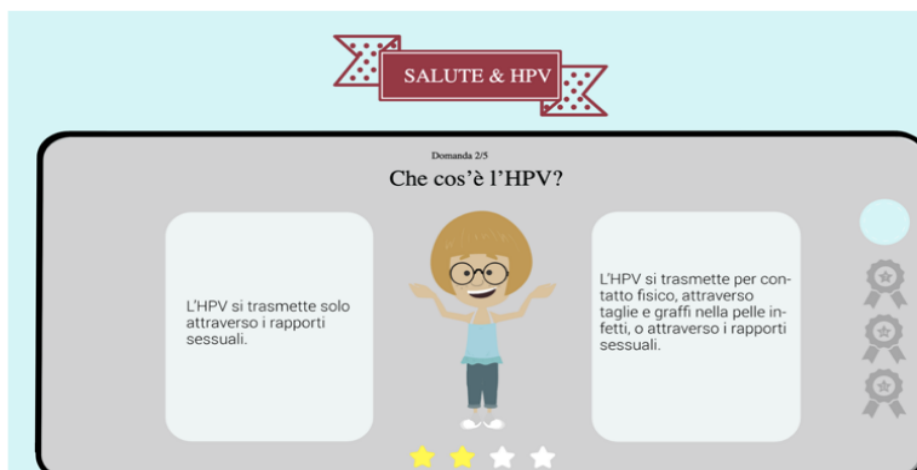 SALUTE & HPV
Domanda 2/5
Che cos'è l'HPV?
L'HPV si trasmette solo
attraverso i rapporti
sessuali.
L'HPV si trasmette per con-
tatto fisico, attraverso
taglie e graffi nella pelle in-
fetti, o attraverso i rapporti
sessuali.